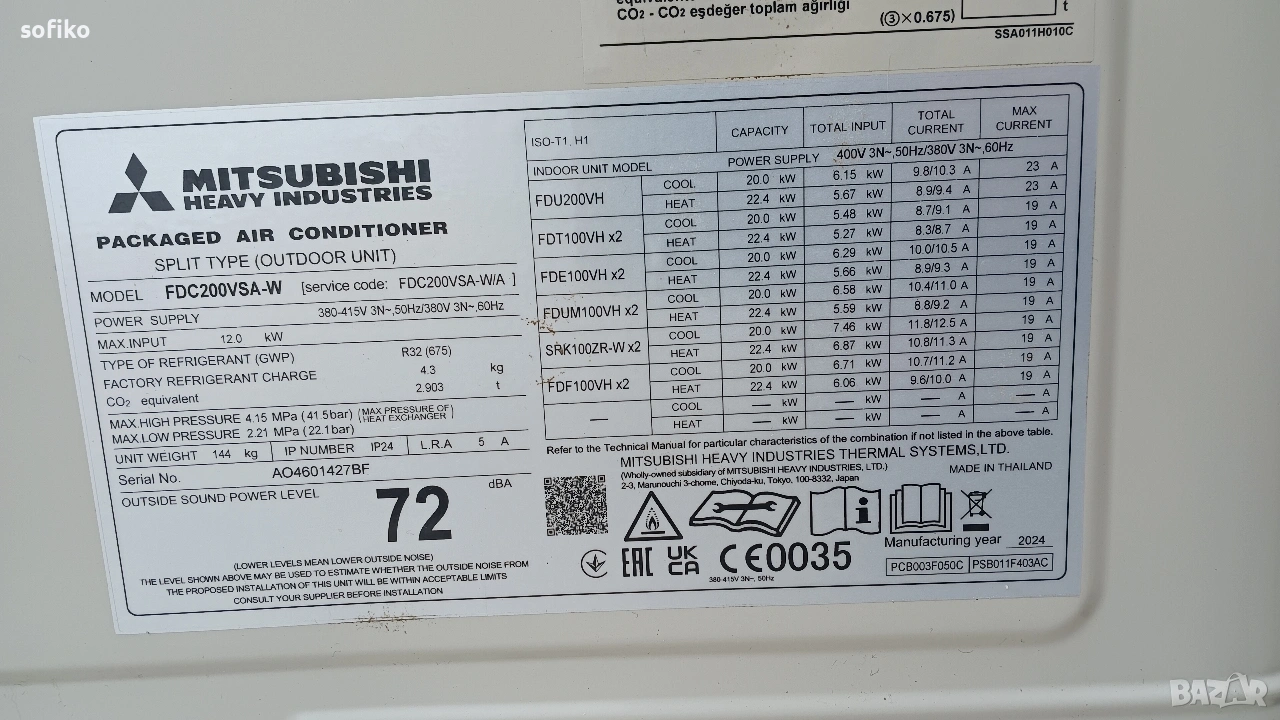 sofiko
CO₂ - CO₂ eşdeğer toplam ağırlığı
(③×0.675)
t
SSA011H010C
MITSUBISHI
HEAVY INDUSTRIES
PACKAGED AIR CONDITIONER
SPLIT TYPE (OUTDOOR UNIT)
MODEL FDC200VSA-W [service code: FDC200VSA-W/A ]
POWER SUPPLY 380-415V 3N~,50Hz/380V 3N~,60Hz
MAX.INPUT 12.0 kW
TYPE OF REFRIGERANT (GWP) R32 (675)
FACTORY REFRIGERANT CHARGE 4.3 kg
CO₂ equivalent 2.903 t
MAX.HIGH PRESSURE 4.15 MPa (41.5bar) (MAX PRESSURE OF HEAT EXCHANGER)
MAX.LOW PRESSURE 2.21 MPa (22.1bar)
UNIT WEIGHT 144 kg IP NUMBER IP24 L.R.A 5 A
Serial No. AO4601427BF
OUTSIDE SOUND POWER LEVEL 72 dBA
(LOWER LEVELS MEAN LOWER OUTSIDE NOISE)
THE LEVEL SHOWN ABOVE MAY BE USED TO ESTIMATE WHETHER THE OUTSIDE NOISE FROM
THE PROPOSED INSTALLATION OF THIS UNIT WILL BE WITHIN ACCEPTABLE LIMITS
CONSULT YOUR SUPPLIER BEFORE INSTALLATION
ISO-T1, H1 CAPACITY TOTAL INPUT TOTAL CURRENT MAX CURRENT
INDOOR UNIT MODEL POWER SUPPLY 400V 3N~,50Hz/380V 3N~,60Hz
FDU200VH COOL 20.0 kW 6.15 kW 9.8/10.3 A 23 A
HEAT 22.4 kW 5.67 kW 8.9/9.4 A 23 A
FDT100VH x2 COOL 20.0 kW 5.48 kW 8.7/9.1 A 19 A
HEAT 22.4 kW 5.27 kW 8.3/8.7 A 19 A
FDE100VH x2 COOL 20.0 kW 6.29 kW 10.0/10.5 A 19 A
HEAT 22.4 kW 5.66 kW 8.9/9.3 A 19 A
FDUM100VH x2 COOL 20.0 kW 6.58 kW 10.4/11.0 A 19 A
HEAT 22.4 kW 5.59 kW 8.8/9.2 A 19 A
SRK100ZR-W x2 COOL 20.0 kW 7.46 kW 11.8/12.5 A 19 A
HEAT 22.4 kW 6.87 kW 10.8/11.3 A 19 A
FDF100VH x2 COOL 20.0 kW 6.71 kW 10.7/11.2 A 19 A
HEAT 22.4 kW 6.06 kW 9.6/10.0 A 19 A
— COOL — kW — kW — A — A
HEAT — kW — kW — A — A
Refer to the Technical Manual for particular characteristics of the combination if not listed in the above table.
MITSUBISHI HEAVY INDUSTRIES THERMAL SYSTEMS,LTD.
(Wholly-owned subsidiary of MITSUBISHI HEAVY INDUSTRIES, LTD.) MADE IN THAILAND
2-3, Marunouchi 3-chome, Chiyoda-ku, Tokyo, 100-8332, Japan
Manufacturing year 2024
EAC UK CA CE0035
380-415V 3N~, 50Hz
PCB003F050C PSB011F403AC
BAZAR